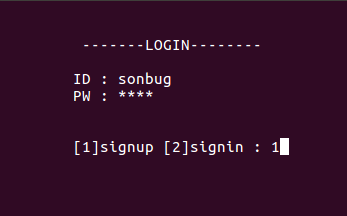 -------LOGIN--------
ID : sonbug
PW : ****
[1]signup [2]signin : 1